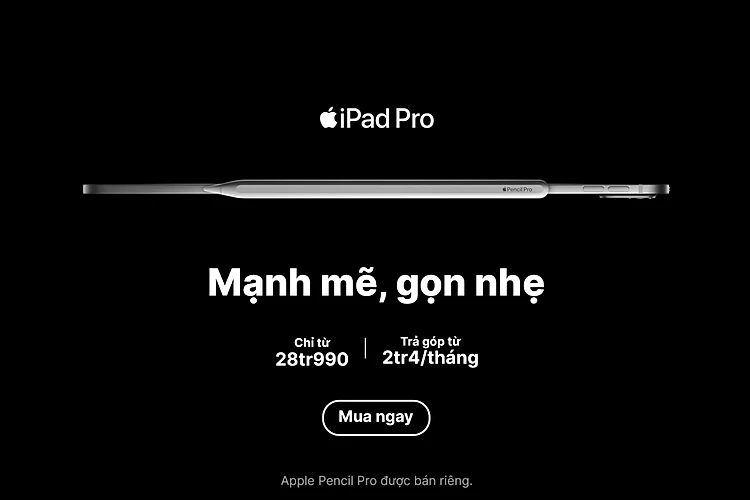 iPad Pro
Pencil Pro
Mạnh mẽ, gọn nhẹ
Chỉ từ
28tr990
Trả góp từ
2tr4/tháng
Mua ngay
Apple Pencil Pro được bán riêng.